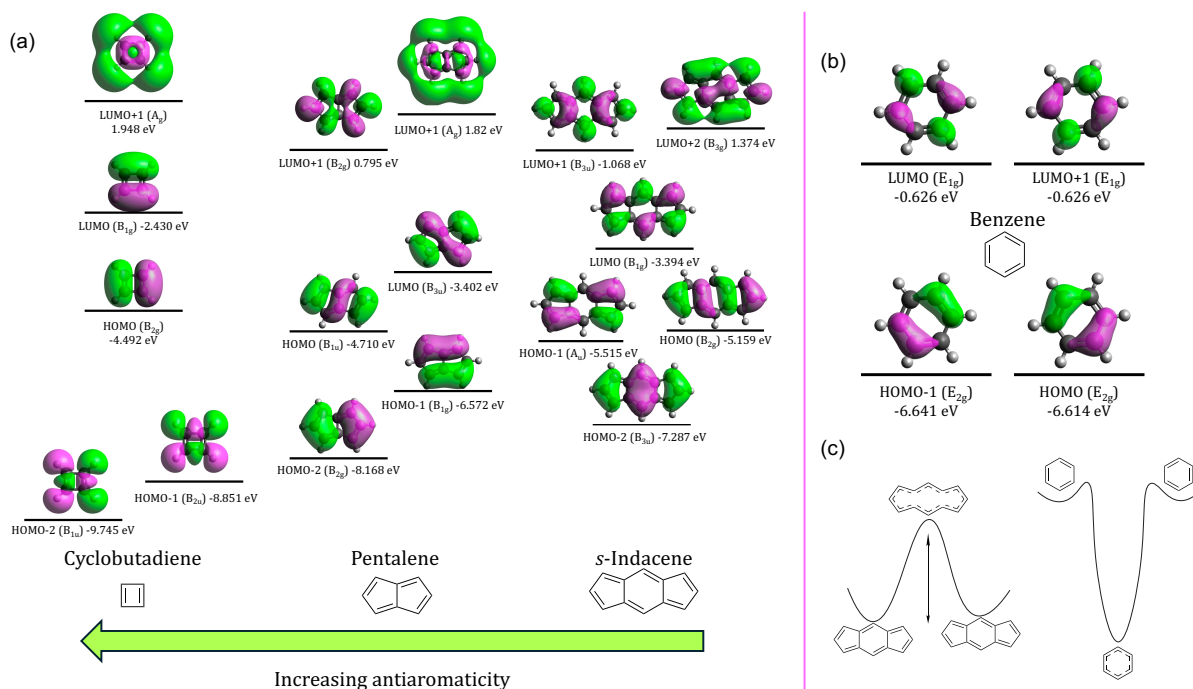 (a)
LUMO+1 (Ag)
1.948 eV
LUMO+1 (Ag) 1.82 eV
LUMO+1 (B2g) 0.795 eV
LUMO+2 (B3g) 1.374 eV
LUMO+1 (B3u) -1.068 eV
LUMO (B1g) -2.430 eV
LUMO (B3u) -3.402 eV
LUMO (B1g) -3.394 eV
HOMO (B2g)
-4.492 eV
HOMO (B1u) -4.710 eV
HOMO-1 (Au) -5.515 eV
HOMO (B2g) -5.159 eV
HOMO-1 (B1g) -6.572 eV
HOMO-2 (B3u) -7.287 eV
HOMO-2 (B2g) -8.168 eV
HOMO-1 (B2u) -8.851 eV
HOMO-2 (B1u) -9.745 eV
Cyclobutadiene
Pentalene
s-Indacene
Increasing antiaromaticity
(b)
LUMO (E1g)
-0.626 eV
LUMO+1 (E1g)
-0.626 eV
Benzene
HOMO-1 (E2g)
-6.641 eV
HOMO (E2g)
-6.614 eV
(c)